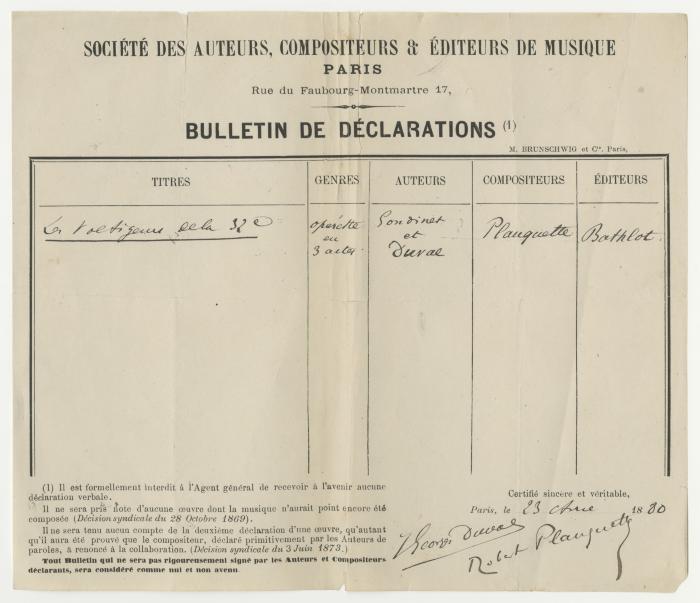 SOCIÉTÉ DES AUTEURS, COMPOSITEURS & ÉDITEURS DE MUSIQUE
PARIS
Rue du Faubourg-Montmartre 17,
BULLETIN DE DÉCLARATIONS (1)
M. BRUNSCHWIG et Cie. Paris,
TITRES GENRES AUTEURS COMPOSITEURS ÉDITEURS
Les Voltigeurs de la 32e opérette en 3 actes Gondinet et Duval Planquette Bathlot.
(1) Il est formellement interdit à l'Agent général de recevoir à l'avenir aucune
déclaration verbale.
Il ne sera pris note d'aucune œuvre dont la musique n'aurait point encore été
composée (Décision syndicale du 28 Octobre 1869).
Il ne sera tenu aucun compte de la deuxième déclaration d'une œuvre, qu'autant
qu'il aura été prouvé que le compositeur, déclaré primitivement par les Auteurs de
paroles, a renoncé à la collaboration. (Décision syndicale du 3 Juin 1873.)
Tout Bulletin qui ne sera pas rigoureusement signé par les Auteurs et Compositeurs
déclarants, sera considéré comme nul et non avenu.
Certifié sincère et véritable,
Paris, le 23 1880
Georges Duval
Robert Planquette